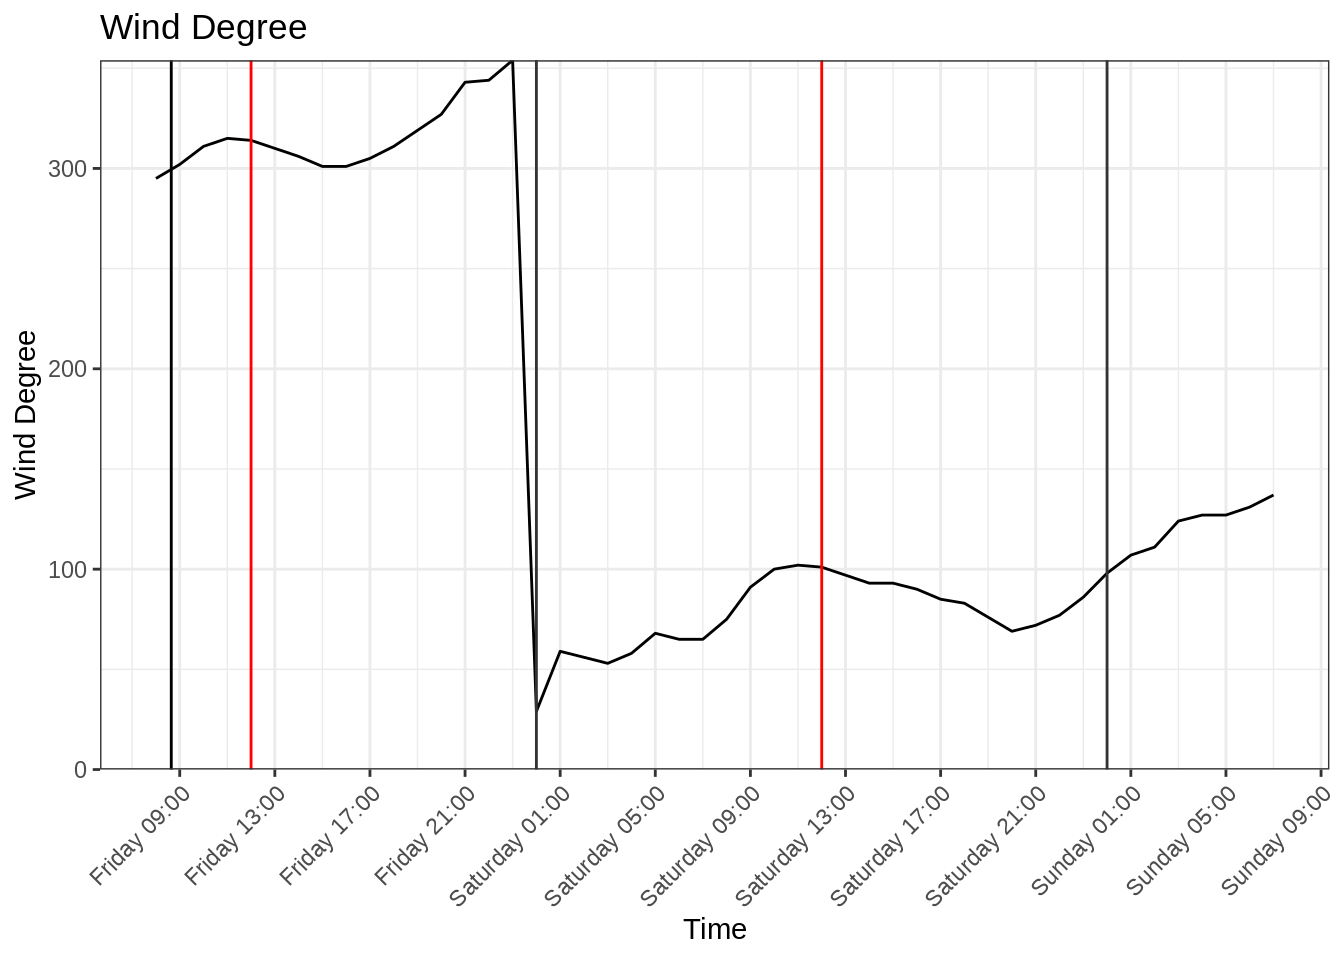 Wind Degree
Wind Degree
300
200
100
0
Friday 09:00
Friday 13:00
Friday 17:00
Friday 21:00
Saturday 01:00
Saturday 05:00
Saturday 09:00
Saturday 13:00
Saturday 17:00
Saturday 21:00
Sunday 01:00
Sunday 05:00
Sunday 09:00
Time